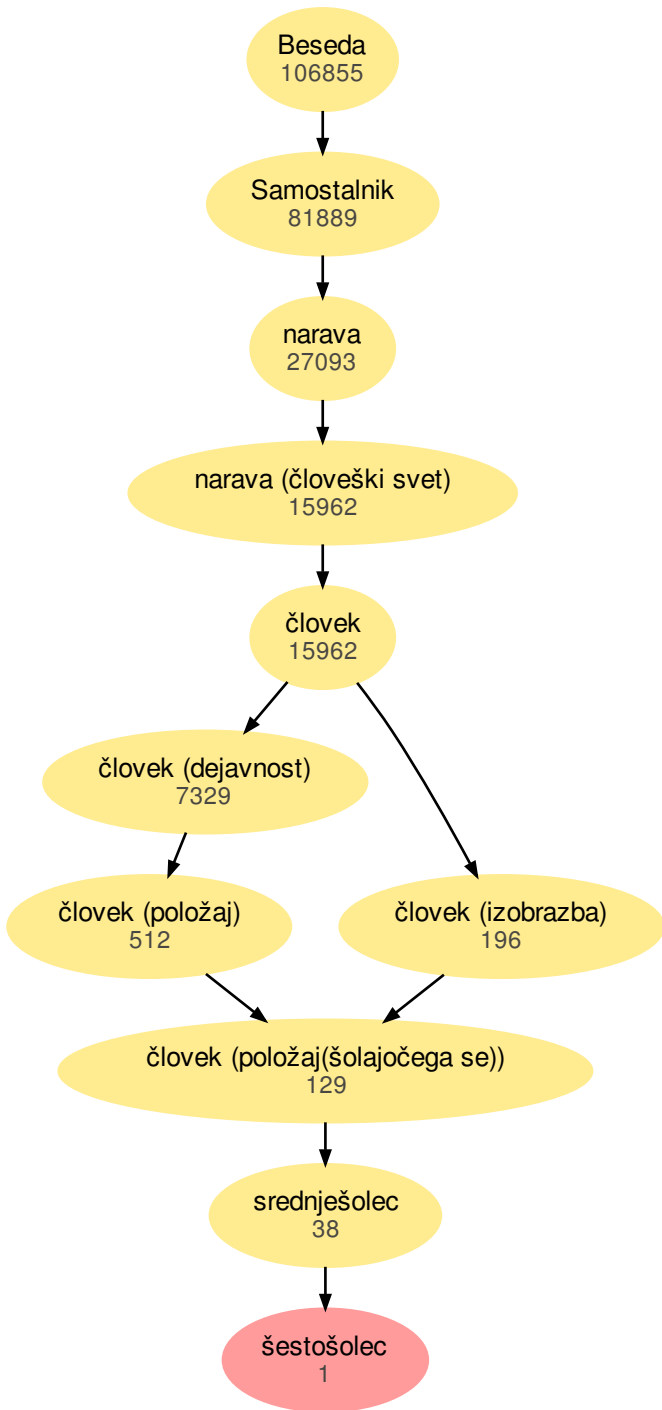 Beseda
106855
Samostalnik
81889
narava
27093
narava (človeški svet)
15962
človek
15962
človek (dejavnost)
7329
človek (položaj)
512
človek (izobrazba)
196
človek (položaj(šolajočega se))
129
srednješolec
38
šestošolec
1